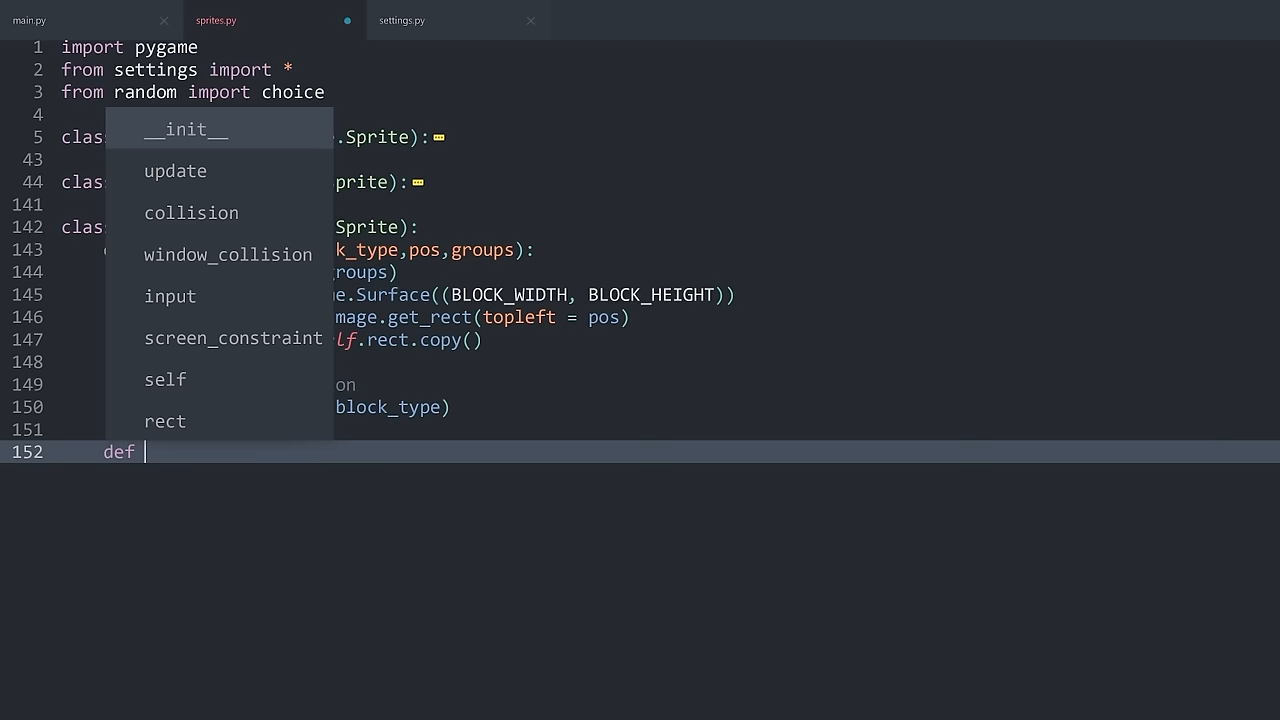 main.py × sprites.py settings.py ×
1 import pygame
2 from settings import *
3 from random import choice
4
__init__
5 clas .Sprite):
43
update
44 clas prite):
141
collision
142 clas Sprite):
143 k_type,pos,groups):
window_collision
144 roups)
145 e.Surface((BLOCK_WIDTH, BLOCK_HEIGHT))
input
146 mage.get_rect(topleft = pos)
147 lf.rect.copy()
screen_constraint
148
149 on
self
150 block_type)
151
rect
152 def